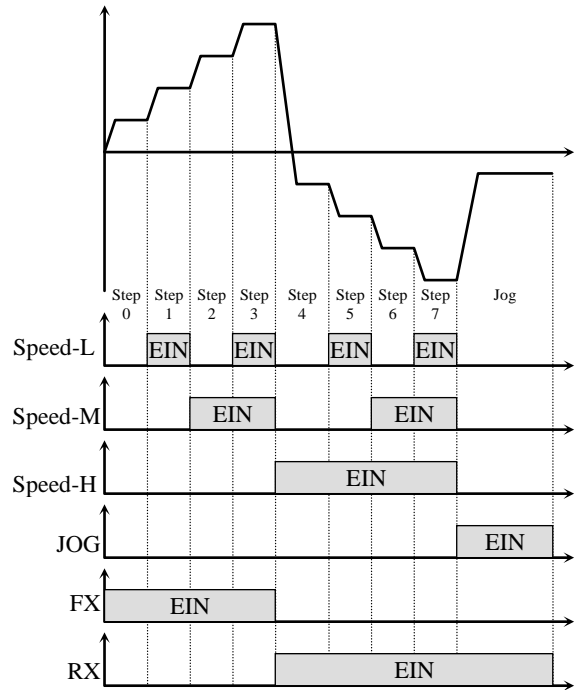 Step 0
Step 1
Step 2
Step 3
Step 4
Step 5
Step 6
Step 7
Jog
Speed-L
EIN
EIN
EIN
EIN
Speed-M
EIN
EIN
Speed-H
EIN
JOG
EIN
FX
EIN
RX
EIN